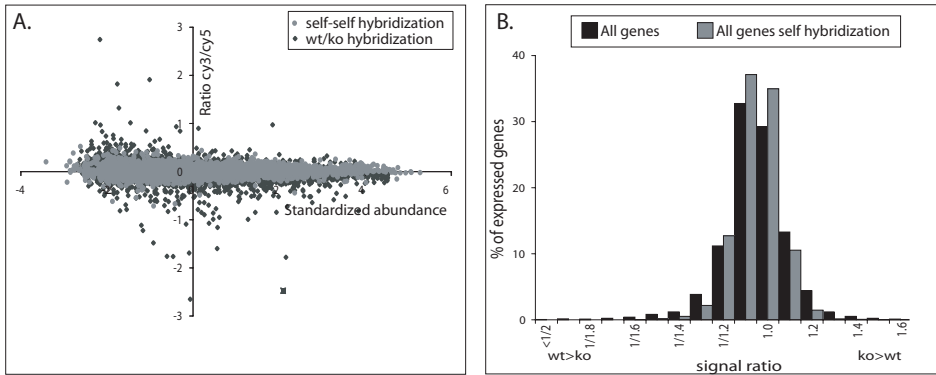 A.
self-self hybridization
wt/ko hybridization
Ratio cy3/cy5
3
2
1
0
-1
-2
-3
-4
2
4
6
Standardized abundance
B.
All genes
All genes self hybridization
% of expressed genes
40
30
20
10
0
<1/2
1/1.8
1/1.6
1/1.4
1/1.2
1.0
1.2
1.4
1.6
wt>ko
signal ratio
ko>wt